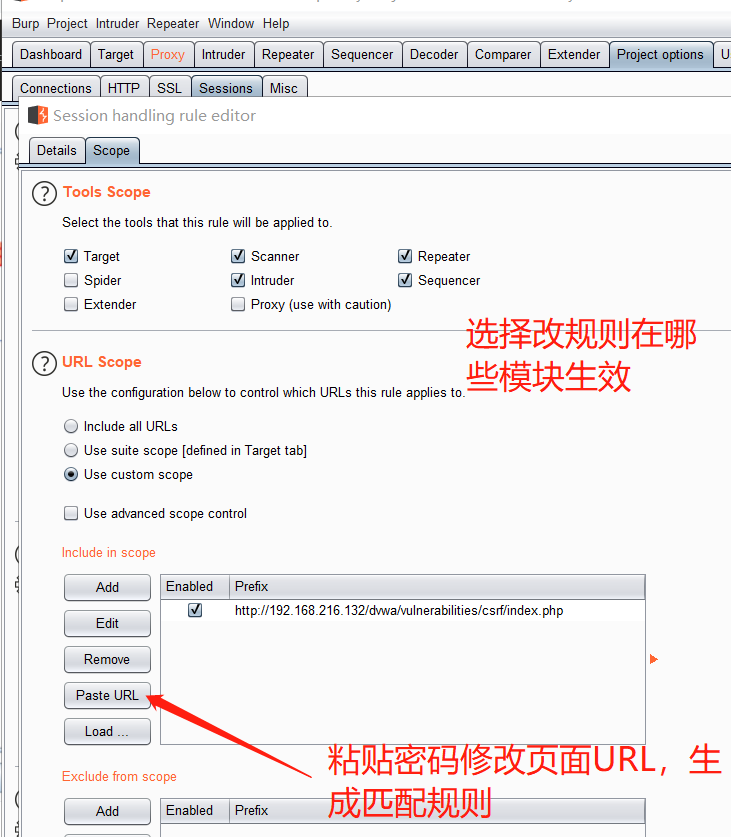 Burp Project Intruder Repeater Window Help
Dashboard Target Proxy Intruder Repeater Sequencer Decoder Comparer Extender Project options U
Connections HTTP SSL Sessions Misc
Session handling rule editor
Details Scope
? Tools Scope
Select the tools that this rule will be applied to.
Target Scanner Repeater
Spider Intruder Sequencer
Extender Proxy (use with caution)
选择改规则在哪
些模块生效
? URL Scope
Use the configuration below to control which URLs this rule applies to.
Include all URLs
Use suite scope [defined in Target tab]
Use custom scope
Use advanced scope control
Include in scope
Add Enabled Prefix
http://192.168.216.132/dvwa/vulnerabilities/csrf/index.php
Edit
Remove
Paste URL
Load ...
粘贴密码修改页面URL，生
成匹配规则
Exclude from scope
Add Enabled Prefix